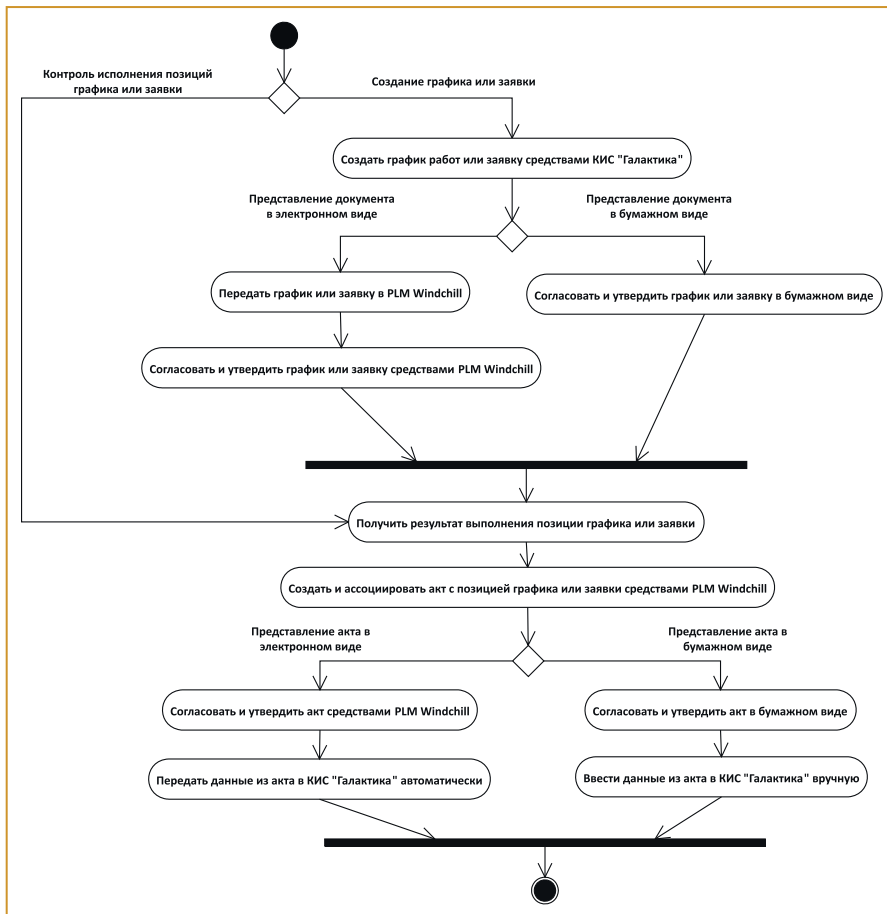 Контроль исполнения позиций
графика или заявки
Создание графика или заявки
Создать график работ или заявку средствами КИС "Галактика"
Представление документа
в электронном виде
Представление документа
в бумажном виде
Передать график или заявку в PLM Windchill
Согласовать и утвердить график или заявку в бумажном виде
Согласовать и утвердить график или заявку средствами PLM Windchill
Получить результат выполнения позиции графика или заявки
Создать и ассоциировать акт с позицией графика или заявки средствами PLM Windchill
Представление акта в
электронном виде
Представление акта в
бумажном виде
Согласовать и утвердить акт средствами PLM Windchill
Согласовать и утвердить акт в бумажном виде
Передать данные из акта в КИС "Галактика" автоматически
Ввести данные из акта в КИС "Галактика" вручную